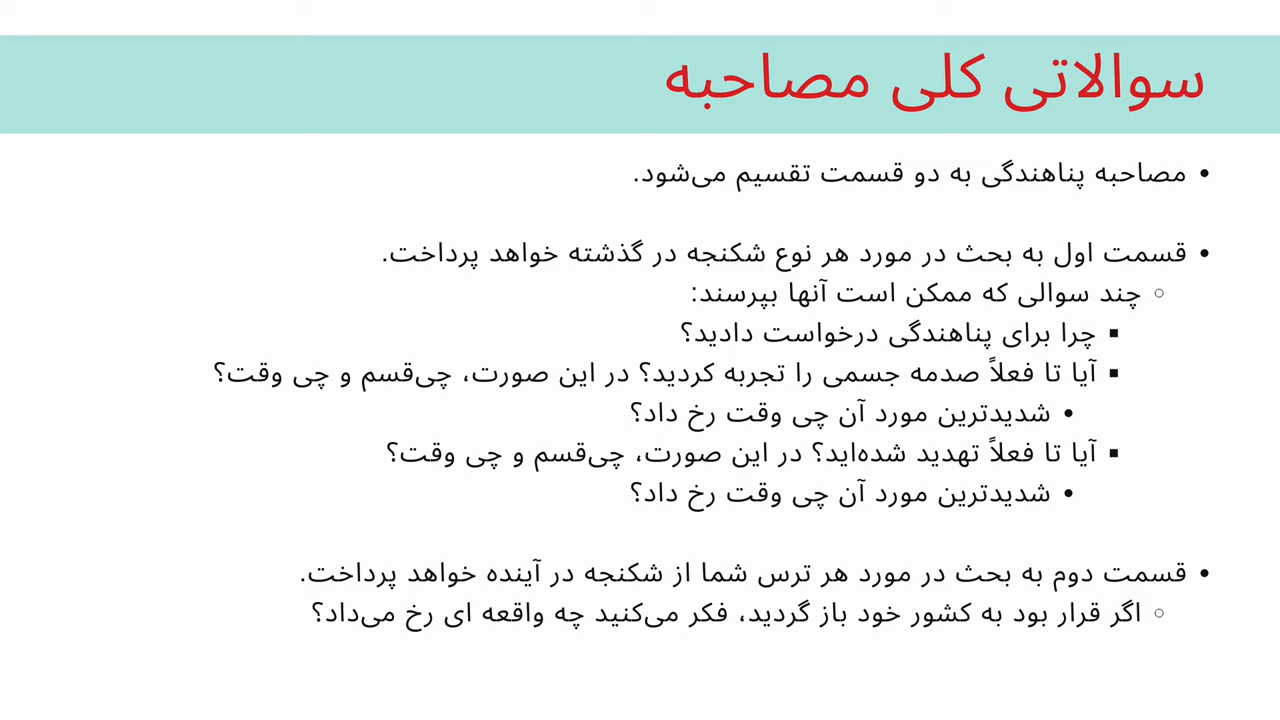 سوالاتی کلی مصاحبه
• مصاحبه پناهندگی به دو قسمت تقسیم می‌شود.
• قسمت اول به بحث در مورد هر نوع شکنجه در گذشته خواهد پرداخت.
○ چند سوالی که ممکن است آنها بپرسند:
▪ چرا برای پناهندگی درخواست دادید؟
▪ آیا تا فعلاً صدمه جسمی را تجربه کردید؟ در این صورت، چی‌قسم و چی وقت؟
• شدیدترین مورد آن چی وقت رخ داد؟
▪ آیا تا فعلاً تهدید شده‌اید؟ در این صورت، چی‌قسم و چی وقت؟
• شدیدترین مورد آن چی وقت رخ داد؟
• قسمت دوم به بحث در مورد هر ترس شما از شکنجه در آینده خواهد پرداخت.
○ اگر قرار بود به کشور خود باز گردید، فکر می‌کنید چه واقعه ای رخ می‌داد؟